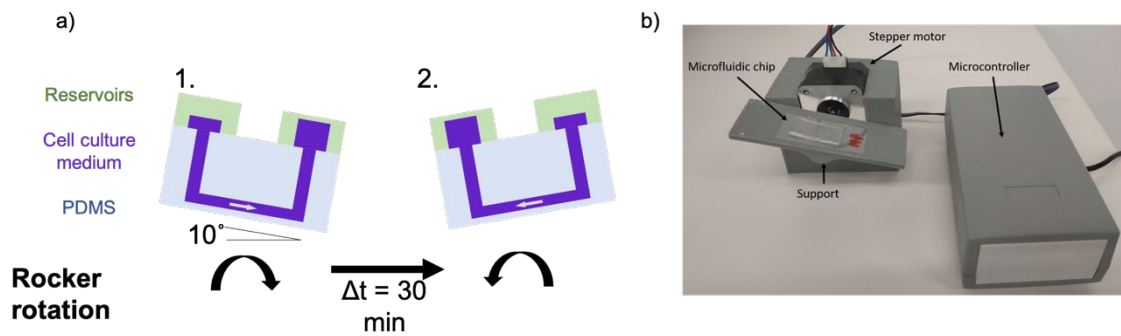 a)
1.
2.
Reservoirs
Cell culture
medium
PDMS
10°
Rocker
rotation
Δt = 30
min
b)
Stepper motor
Microfluidic chip
Microcontroller
Support